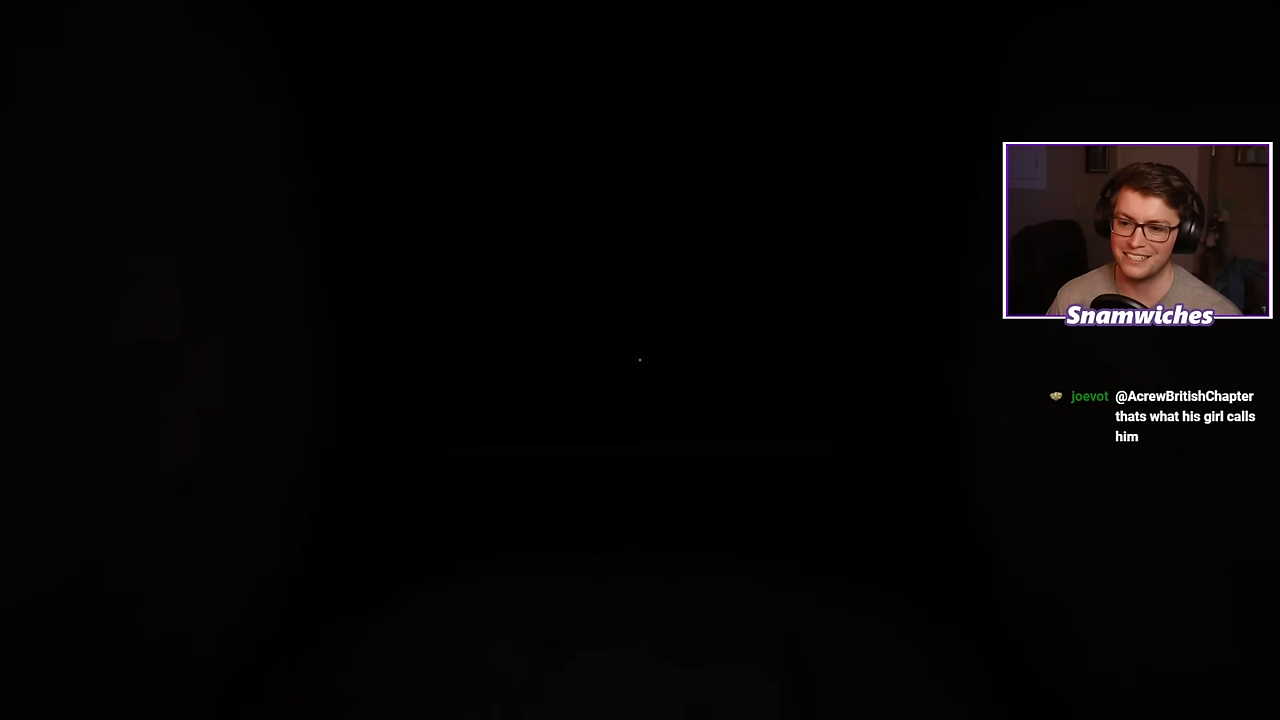 Snamwiches
joevot @AcrewBritishChapter
thats what his girl calls
him